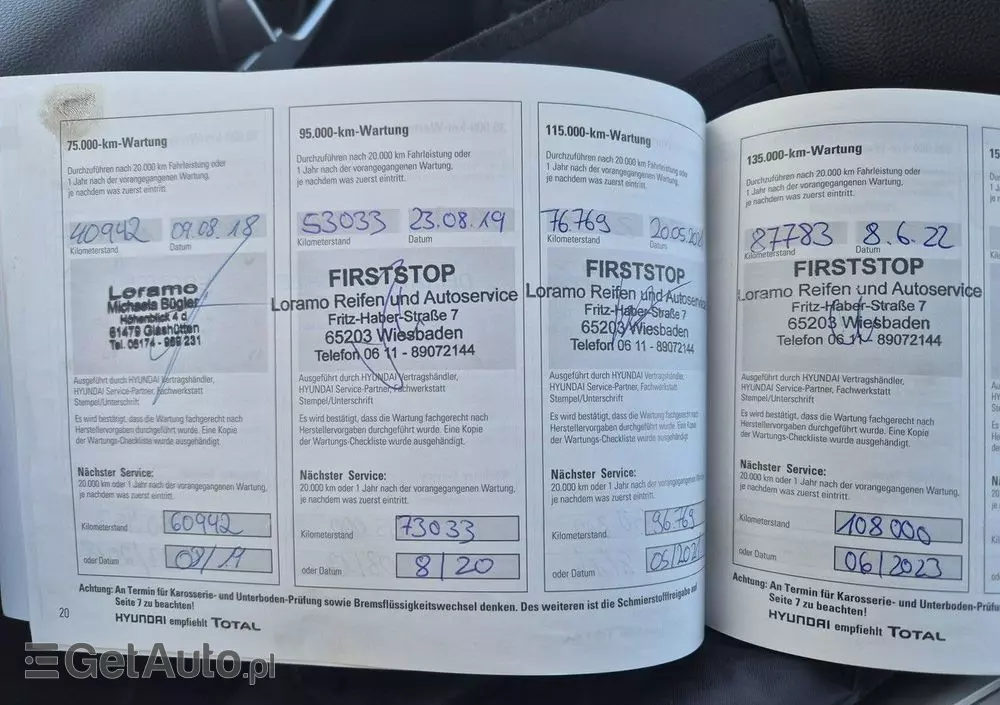 75.000-km-Wartung
Durchzuführen nach 20.000 km Fahrleistung oder
1 Jahr nach der vorangegangenen Wartung,
je nachdem was zuerst eintritt.
40942 09.08.18
Kilometerstand Datum
Loramo
Michaela Bügler
Höhenblick 4 d
61479 Glashütten
Tel. 06174 - 969 231
Ausgeführt durch HYUNDAI Vertragshändler,
HYUNDAI Service-Partner, Fachwerkstatt
Stempel/Unterschrift
Es wird bestätigt, dass die Wartung fachgerecht nach
Herstellervorgaben durchgeführt wurde. Eine Kopie
der Wartungs-Checkliste wurde ausgehändigt.
Nächster Service:
20.000 km oder 1 Jahr nach der vorangegangenen Wartung,
je nachdem was zuerst eintritt.
Kilometerstand 60942
oder Datum 08/19
95.000-km-Wartung
Durchzuführen nach 20.000 km Fahrleistung oder
1 Jahr nach der vorangegangenen Wartung,
je nachdem was zuerst eintritt.
53033 23.08.19
Kilometerstand Datum
FIRSTSTOP
Loramo Reifen und Autoservice
Fritz-Haber-Straße 7
65203 Wiesbaden
Telefon 06 11 - 89072144
Ausgeführt durch HYUNDAI Vertragshändler,
HYUNDAI Service-Partner, Fachwerkstatt
Stempel/Unterschrift
Es wird bestätigt, dass die Wartung fachgerecht nach
Herstellervorgaben durchgeführt wurde. Eine Kopie
der Wartungs-Checkliste wurde ausgehändigt.
Nächster Service:
20.000 km oder 1 Jahr nach der vorangegangenen Wartung,
je nachdem was zuerst eintritt.
Kilometerstand 73033
oder Datum 8/20
115.000-km-Wartung
Durchzuführen nach 20.000 km Fahrleistung oder
1 Jahr nach der vorangegangenen Wartung,
je nachdem was zuerst eintritt.
76.769 20.05.20
Kilometerstand Datum
FIRSTSTOP
Loramo Reifen und Autoservice
Fritz-Haber-Straße 7
65203 Wiesbaden
Telefon 06 11 - 89072144
Ausgeführt durch HYUNDAI Vertragshändler,
HYUNDAI Service-Partner, Fachwerkstatt
Stempel/Unterschrift
Es wird bestätigt, dass die Wartung fachgerecht nach
Herstellervorgaben durchgeführt wurde. Eine Kopie
der Wartungs-Checkliste wurde ausgehändigt.
Nächster Service:
20.000 km oder 1 Jahr nach der vorangegangenen
je nachdem was zuerst eintritt.
Kilometerstand 96.769
oder Datum 05/202
Achtung: An Termin für Karosserie- und Unterboden-Prüfung sowie Bremsflüssigkeitswechsel denken. Des weiteren ist die Schmierstofffreigabe auf
Seite 7 zu beachten!
20
HYUNDAI empfiehlt TOTAL
135.000-km-Wartung
Durchzuführen nach 20.000 km Fahrleistung oder
1 Jahr nach der vorangegangenen Wartung,
je nachdem was zuerst eintritt.
87783 8.6.22
Kilometerstand Datum
FIRSTSTOP
Loramo Reifen und Autoservice
Fritz-Haber-Straße 7
65203 Wiesbaden
Telefon 06 11 - 89072144
Ausgeführt durch HYUNDAI Vertragshändler,
HYUNDAI Service-Partner, Fachwerkstatt
Stempel/Unterschrift
Es wird bestätigt, dass die Wartung fachgerecht nach
Herstellervorgaben durchgeführt wurde. Eine Kopie
der Wartungs-Checkliste wurde ausgehändigt.
Nächster Service:
20.000 km oder 1 Jahr nach der vorangegangenen Wartung,
je nachdem was zuerst eintritt.
Kilometerstand 108000
oder Datum 06/2023
Achtung: An Termin für Karosserie- und Unterboden-Prü
Seite 7 zu beachten!
HYUNDAI empfiehlt TOTAL
GetAuto.pl